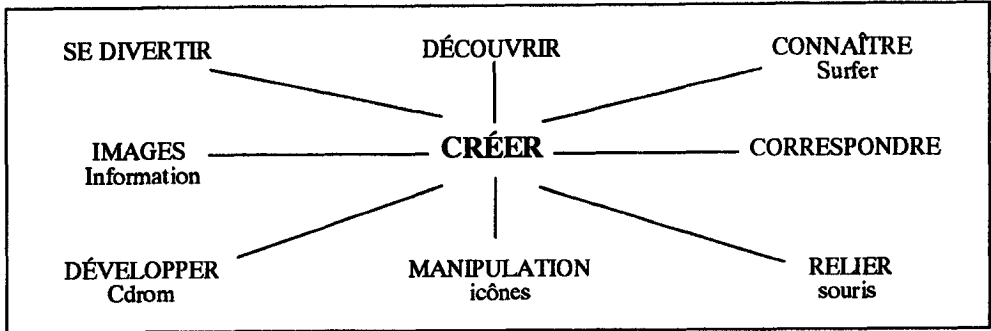 SE DIVERTIR
DÉCOUVRIR
CONNAÎTRE
Surfer
IMAGES
Information
CRÉER
CORRESPONDRE
DÉVELOPPER
Cdrom
MANIPULATION
icônes
RELIER
souris